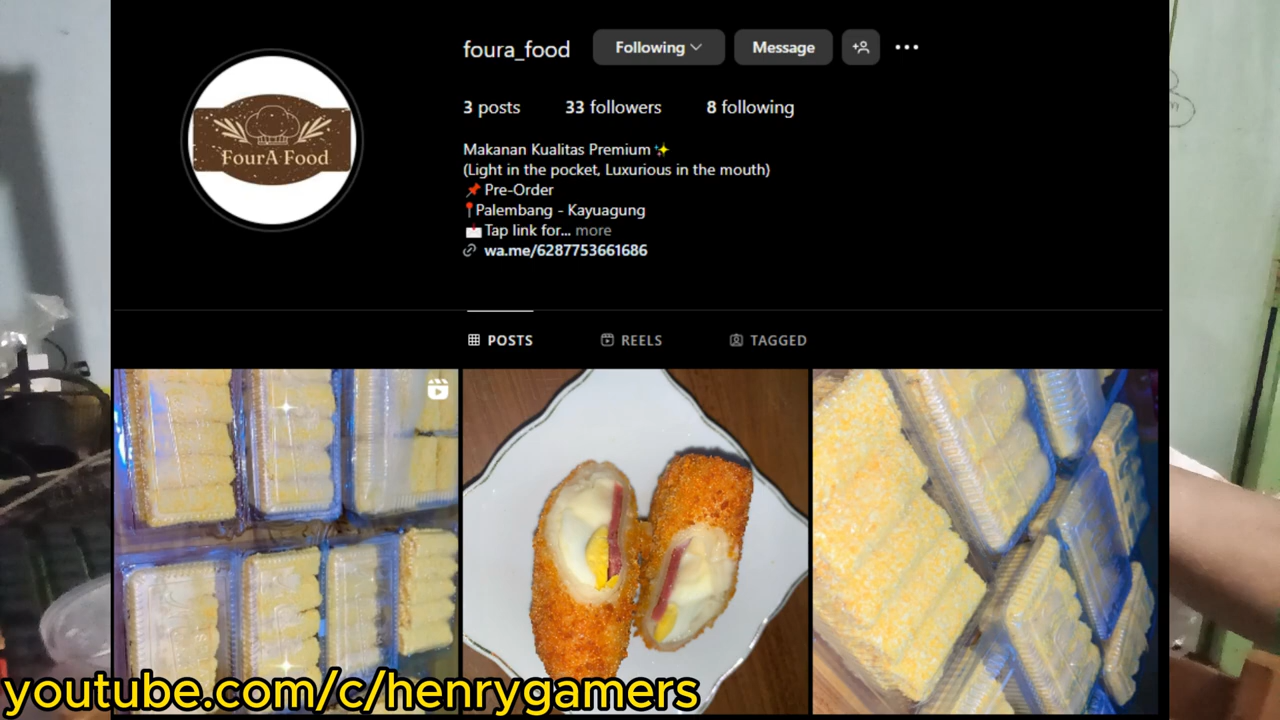 foura_food
Following
Message
3 posts
33 followers
8 following
FourA Food
Makanan Kualitas Premium✨
(Light in the pocket, Luxurious in the mouth)
📌 Pre-Order
📍Palembang - Kayuagung
📩Tap link for... more
wa.me/6287753661686
POSTS
REELS
TAGGED
youtube.com/c/henrygamers